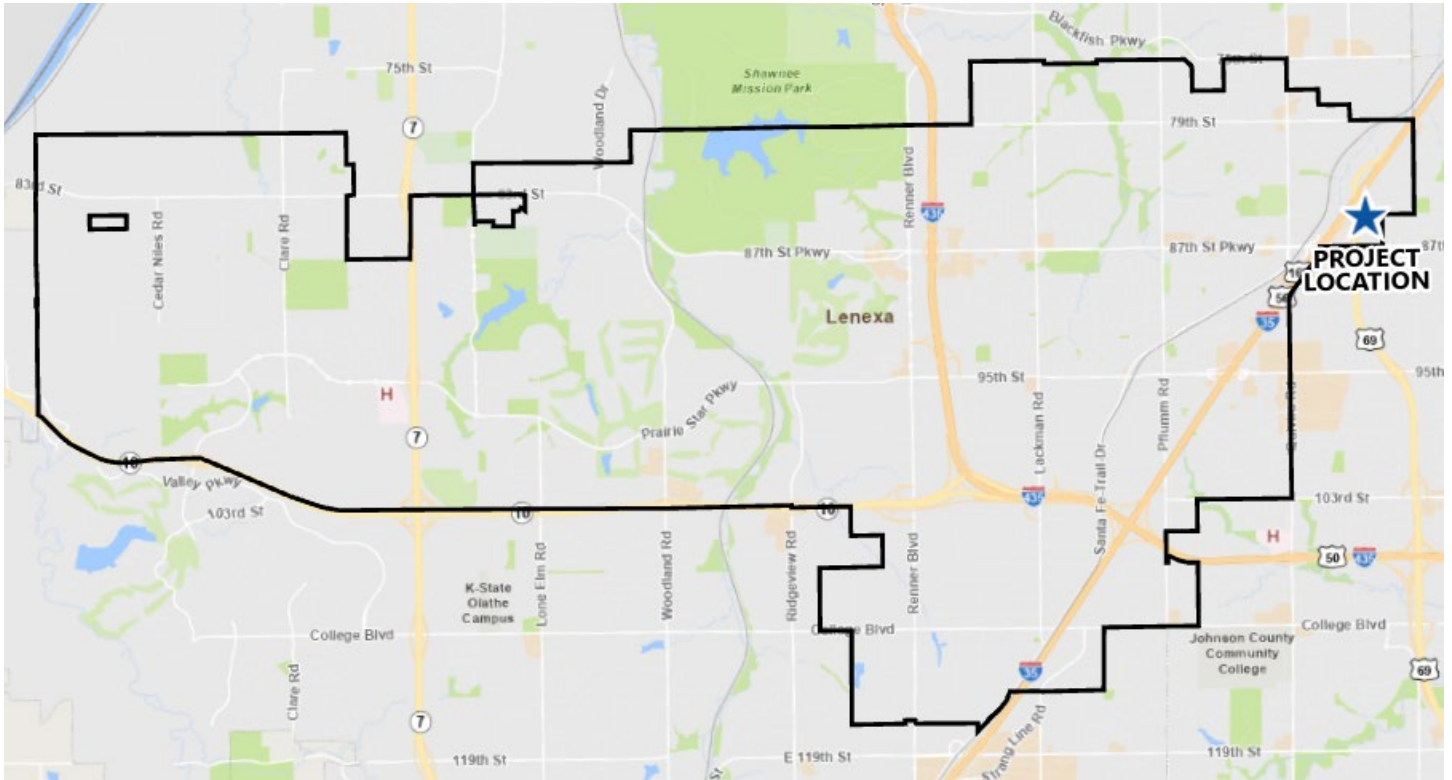 Blackfish Pkwy
75th St
75th St
Shawnee
Mission Park
7
Woodland Dr
79th St
83rd St
83rd St
Renner Blvd
435
Cedar Niles Rd
Clare Rd
87th St Pkwy
87th St Pkwy
87th
PROJECT
LOCATION
56
Lenexa
35
69
95th St
95th
H
Prairie Star Pkwy
Lackman Rd
Pflumm Rd
7
Santa Fe Trail Dr
10
Valley Pkwy
103rd St
10
10
435
103rd St
H
50
435
Lone Elm Rd
Woodland Rd
Ridgeview Rd
Renner Blvd
K-State
Olathe
Campus
College Blvd
College Blvd
College Blvd
Johnson County
Community
College
Clare Rd
35
69
7
Strang Line Rd
119th St
E 119th St
119th St
St